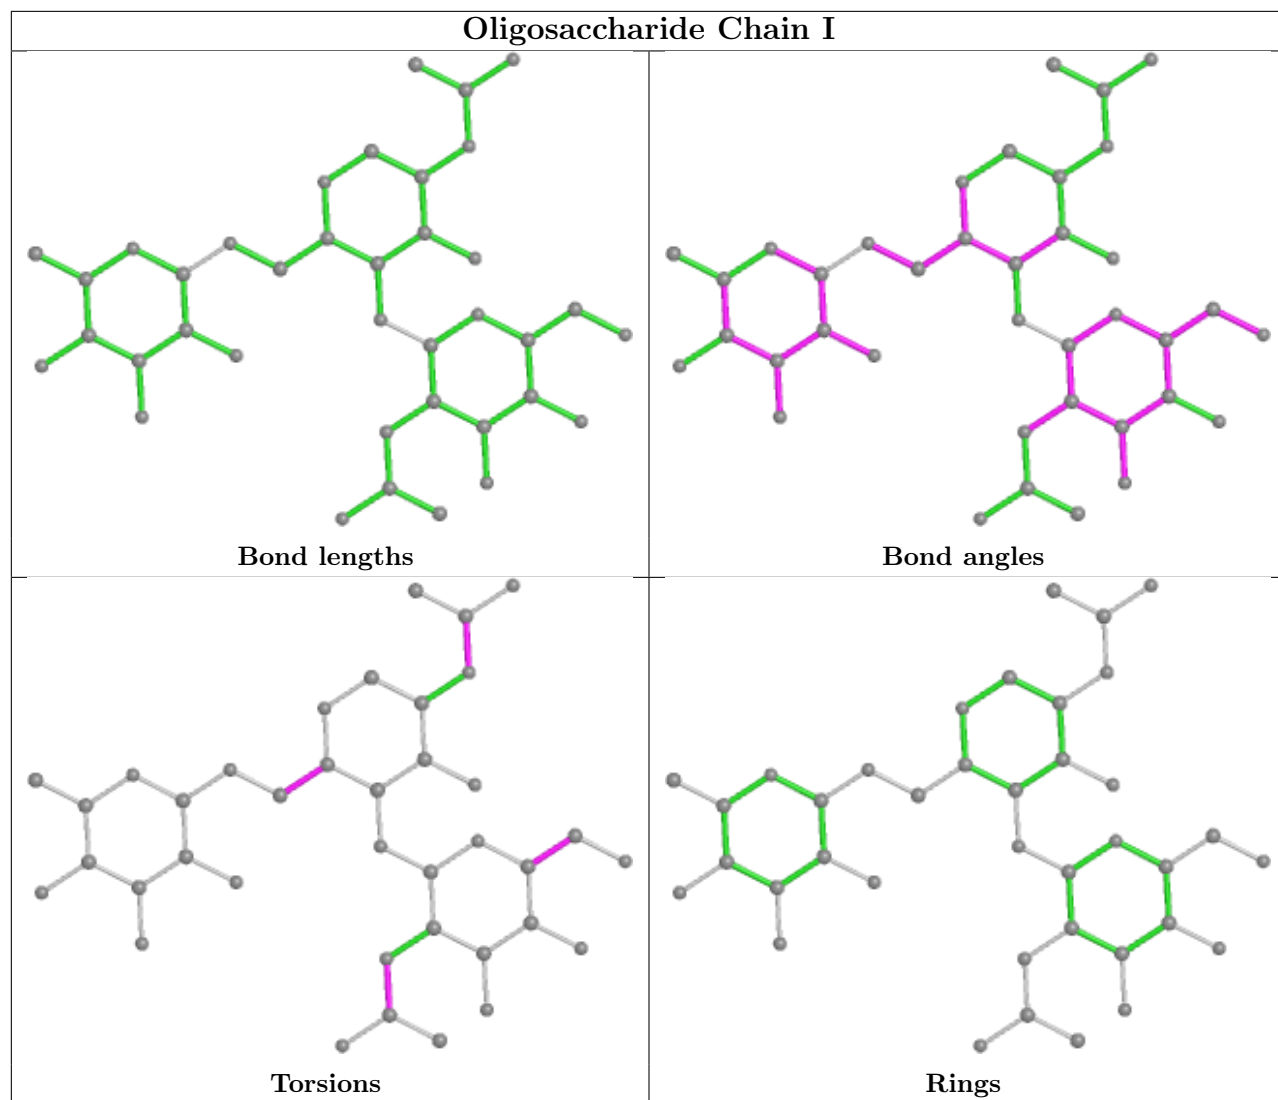 Oligosaccharide Chain I
Bond lengths
Bond angles
Torsions
Rings